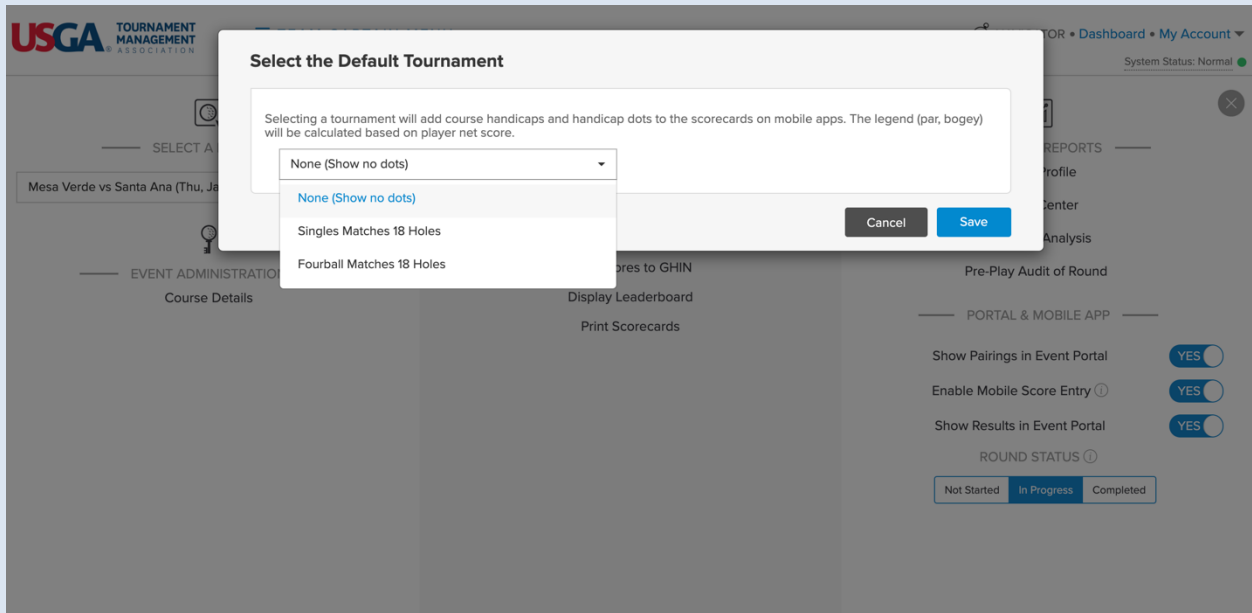 USGA TOURNAMENT
MANAGEMENT
ASSOCIATION
TOR • Dashboard • My Account
System Status: Normal
Select the Default Tournament
Selecting a tournament will add course handicaps and handicap dots to the scorecards on mobile apps. The legend (par, bogey)
will be calculated based on player net score.
None (Show no dots)
None (Show no dots)
Singles Matches 18 Holes
Fourball Matches 18 Holes
Cancel
Save
SELECT A
Mesa Verde vs Santa Ana (Thu, Ja
EVENT ADMINISTRATIO
Course Details
ores to GHIN
Display Leaderboard
Print Scorecards
REPORTS
rofile
enter
Analysis
Pre-Play Audit of Round
PORTAL & MOBILE APP
Show Pairings in Event Portal YES
Enable Mobile Score Entry YES
Show Results in Event Portal YES
ROUND STATUS
Not Started In Progress Completed